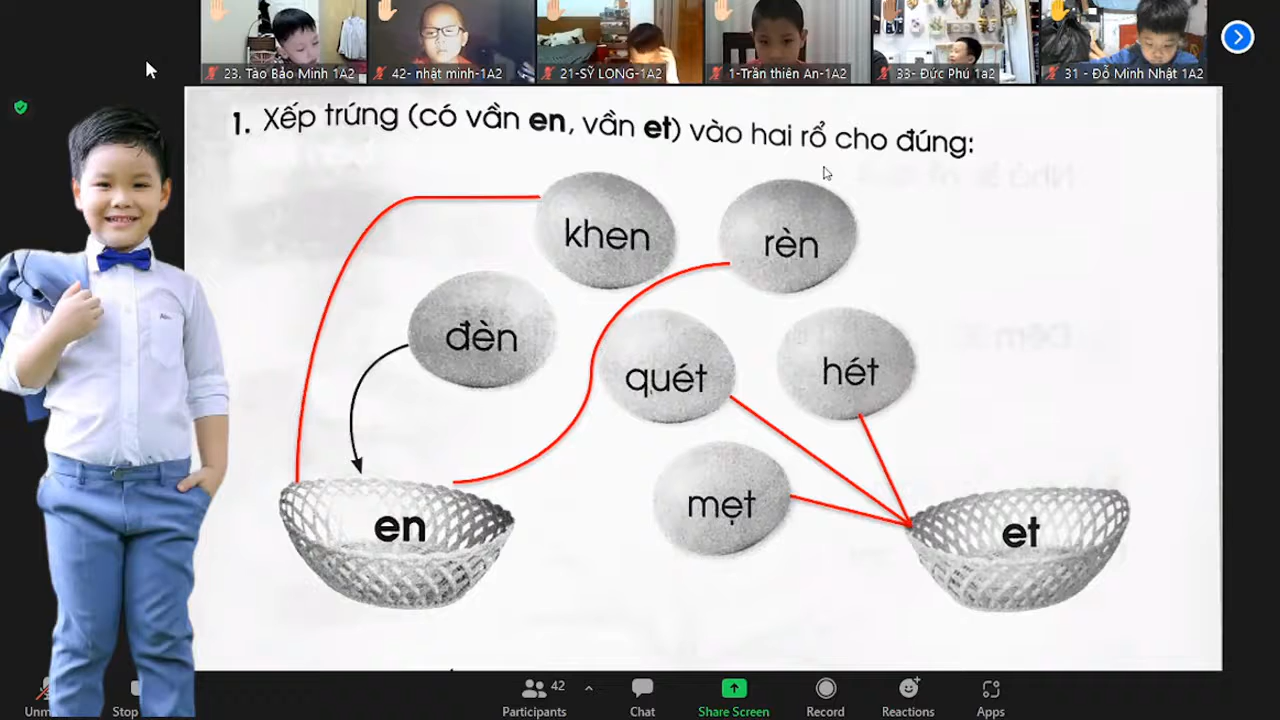 23. Tào Bảo Minh 1A2
42- nhật minh-1A2
21-SỸ LONG-1A2
1-Trần thiên An-1A2
33- Đức Phú 1a2
31 - Đỗ Minh Nhật 1A2
1. Xếp trứng (có vần en, vần et) vào hai rổ cho đúng:
khen
rèn
đèn
quét
hét
mẹt
en
et
Stop
Participants
42
Chat
Share Screen
Record
Reactions
Apps